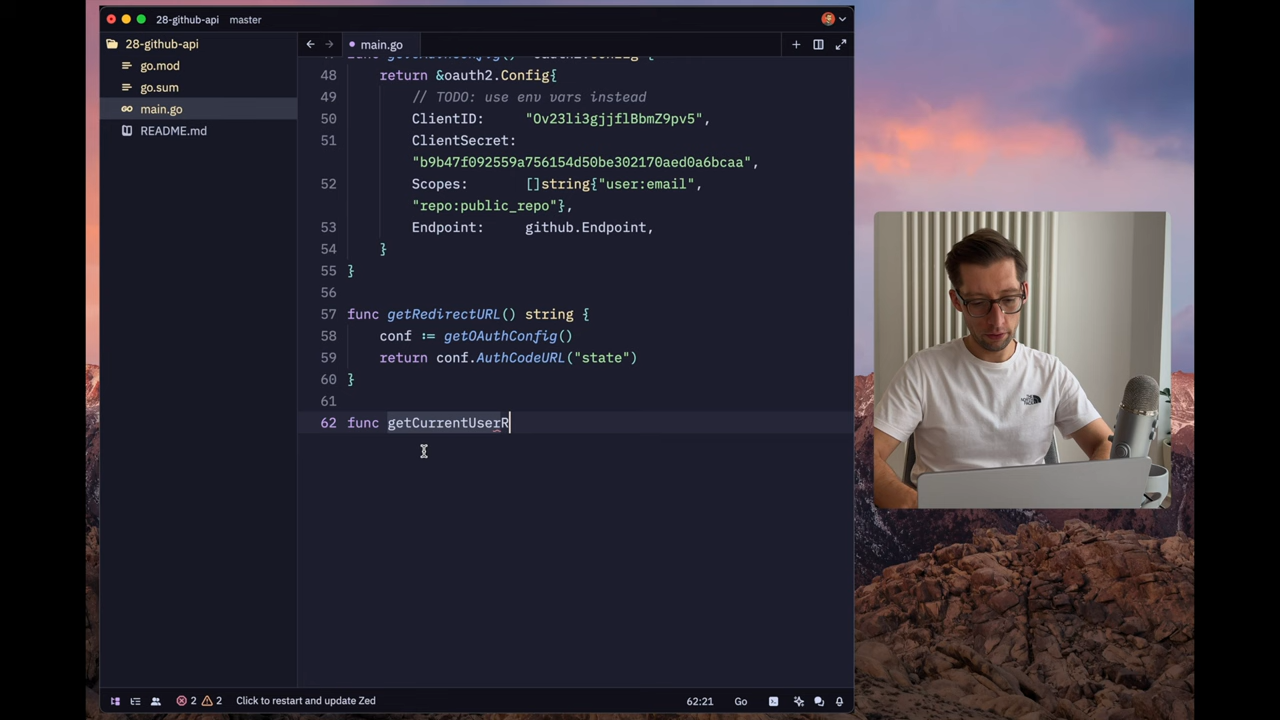 28-github-api master
28-github-api
main.go
go.mod
go.sum
main.go
README.md
48 return &oauth2.Config{
49 // TODO: use env vars instead
50 ClientID: "Ov23li3gjjflBbmZ9pv5",
51 ClientSecret:
"b9b47f092559a756154d50be302170aed0a6bcaa",
52 Scopes: []string{"user:email",
"repo:public_repo"},
53 Endpoint: github.Endpoint,
54 }
55 }
56
57 func getRedirectURL() string {
58 conf := getOAuthConfig()
59 return conf.AuthCodeURL("state")
60 }
61
62 func getCurrentUserR
2 2 Click to restart and update Zed 62:21 Go